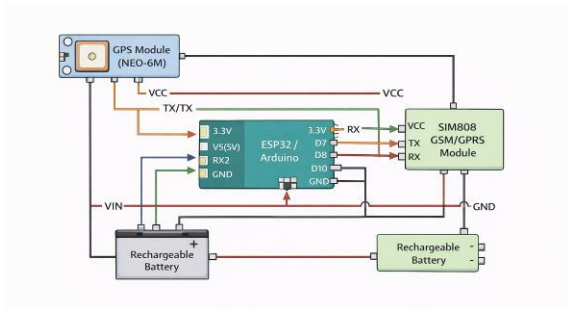 GPS Module
(NEO-6M)
VCC
VCC
TX/TX
3.3V
V5(5V)
RX2
GND
ESP32 /
Arduino
3.3V
D7
D8
D10
GND
RX
VCC
TX
RX
SIM808
GSM/GPRS
Module
VIN
GND
+
Rechargeable
Battery
Rechargeable
Battery
-
-